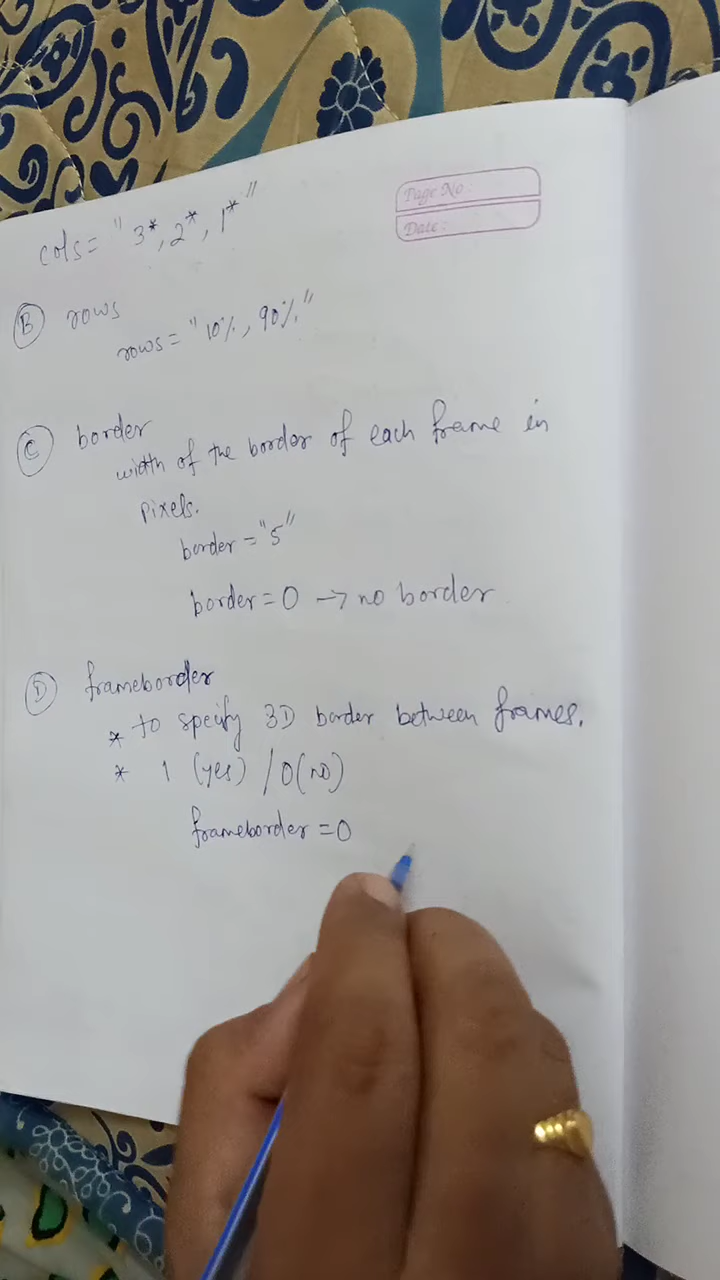 Page No :
Date :
cols = "3*, 2*, 1*"
B rows
rows = "10%, 90%"
C border
width of the border of each frame in
pixels.
border = "5"
border = 0 → no border
D frameborder
* to specify 3D border between frames.
* 1 (yes) / 0(no)
frameborder = 0